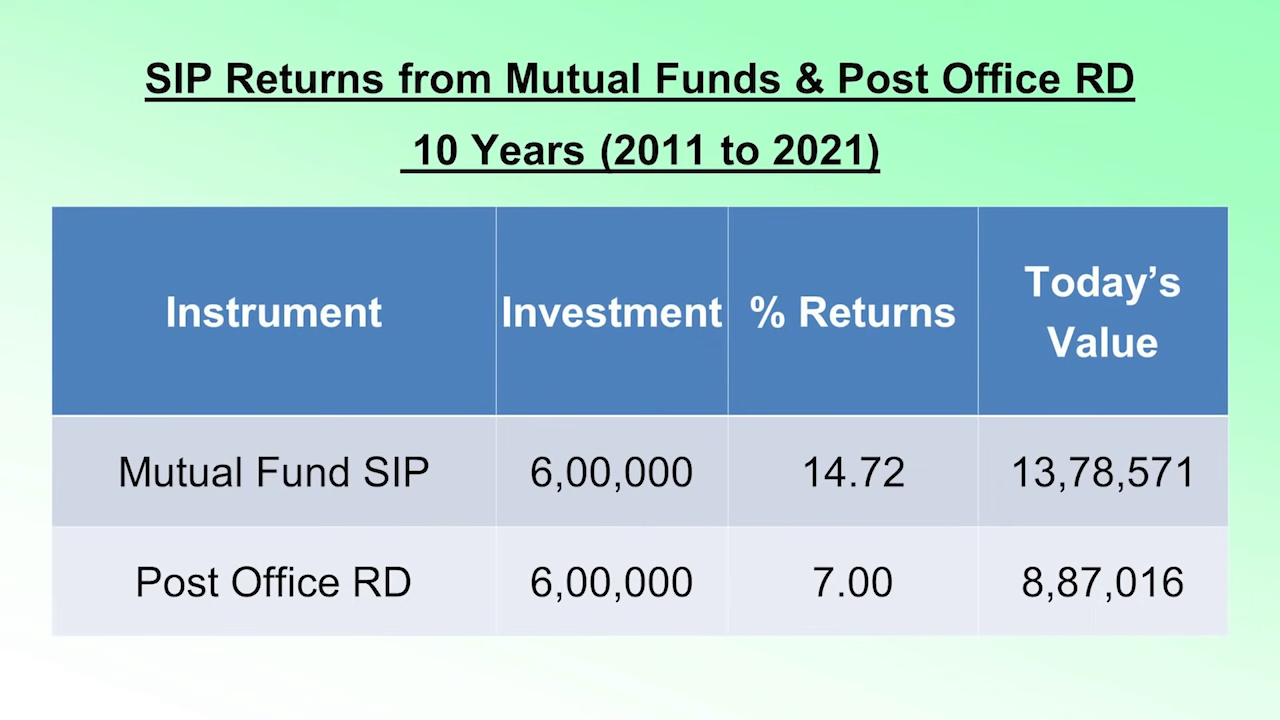 SIP Returns from Mutual Funds & Post Office RD
10 Years (2011 to 2021)
Instrument Investment % Returns Today’s Value
Mutual Fund SIP 6,00,000 14.72 13,78,571
Post Office RD 6,00,000 7.00 8,87,016